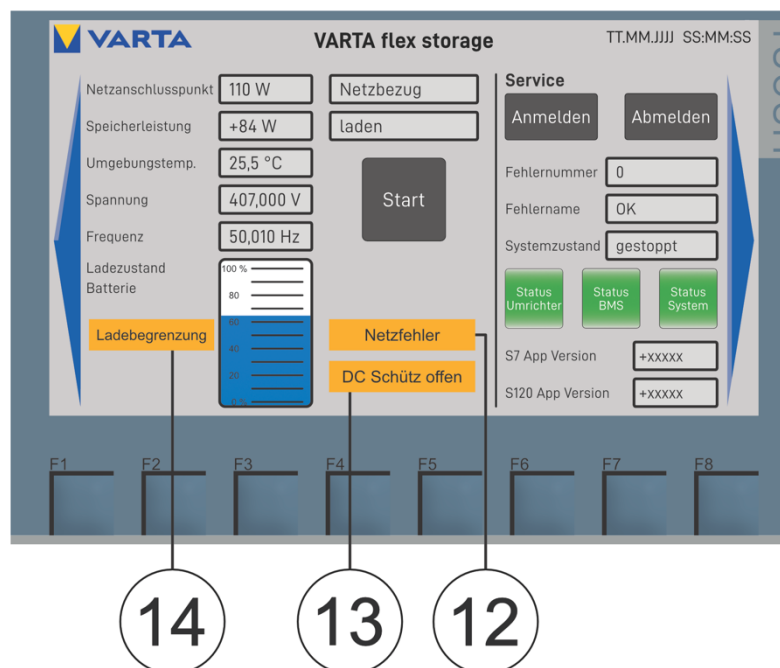 VARTA
VARTA flex storage
TT.MM.JJJJ SS:MM:SS
Netzanschlusspunkt 110 W Netzbezug
Speicherleistung +84 W laden
Umgebungstemp. 25,5 °C
Spannung 407,000 V
Frequenz 50,010 Hz
Start
Ladezustand
Batterie
100 %
80
60
40
20
0 %
Ladebegrenzung
Netzfehler
DC Schütz offen
Service
Anmelden Abmelden
Fehlernummer 0
Fehlername OK
Systemzustand gestoppt
Status
Umrichter
Status
BMS
Status
System
S7 App Version +xxxxx
S120 App Version +xxxxx
F1 F2 F3 F4 F5 F6 F7 F8
14 13 12